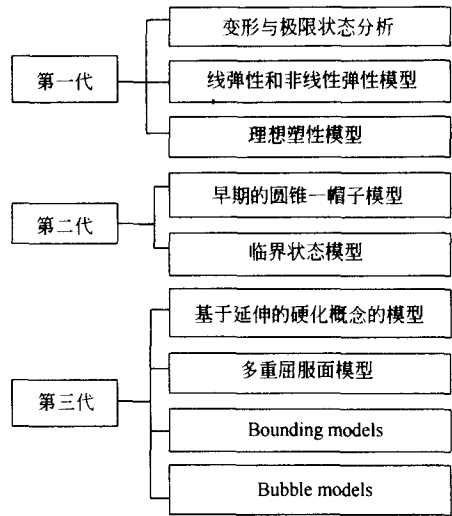 第一代
变形与极限状态分析
线弹性和非线性弹性模型
理想塑性模型
第二代
早期的圆锥一帽子模型
临界状态模型
第三代
基于延伸的硬化概念的模型
多重屈服面模型
Bounding models
Bubble models